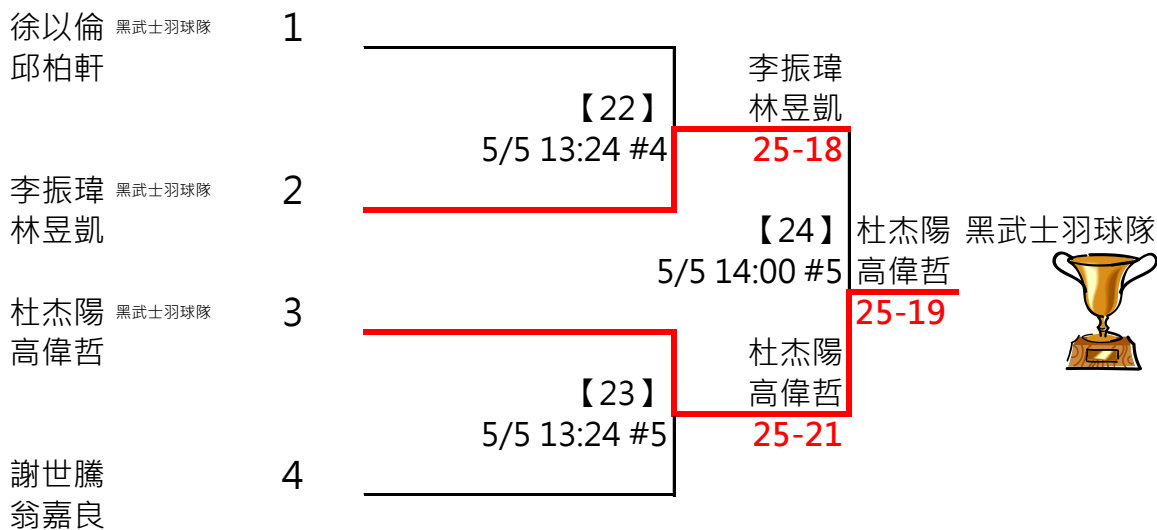 徐以倫 黑武士羽球隊 1
邱柏軒
李振瑋
林昱凱
【22】
5/5 13:24 #4
25-18
李振瑋 黑武士羽球隊 2
林昱凱
【24】
5/5 14:00 #5
杜杰陽 黑武士羽球隊
高偉哲
25-19
杜杰陽 黑武士羽球隊 3
高偉哲
杜杰陽
高偉哲
【23】
5/5 13:24 #5
25-21
謝世騰 4
翁嘉良